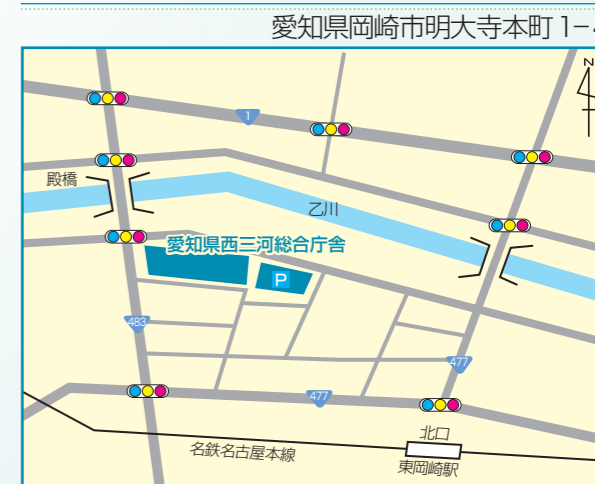 愛知県岡崎市明大寺本町1-4
N
1
殿橋
乙川
愛知県西三河総合庁舎
P
483
477
477
北口
名鉄名古屋本線
東岡崎駅